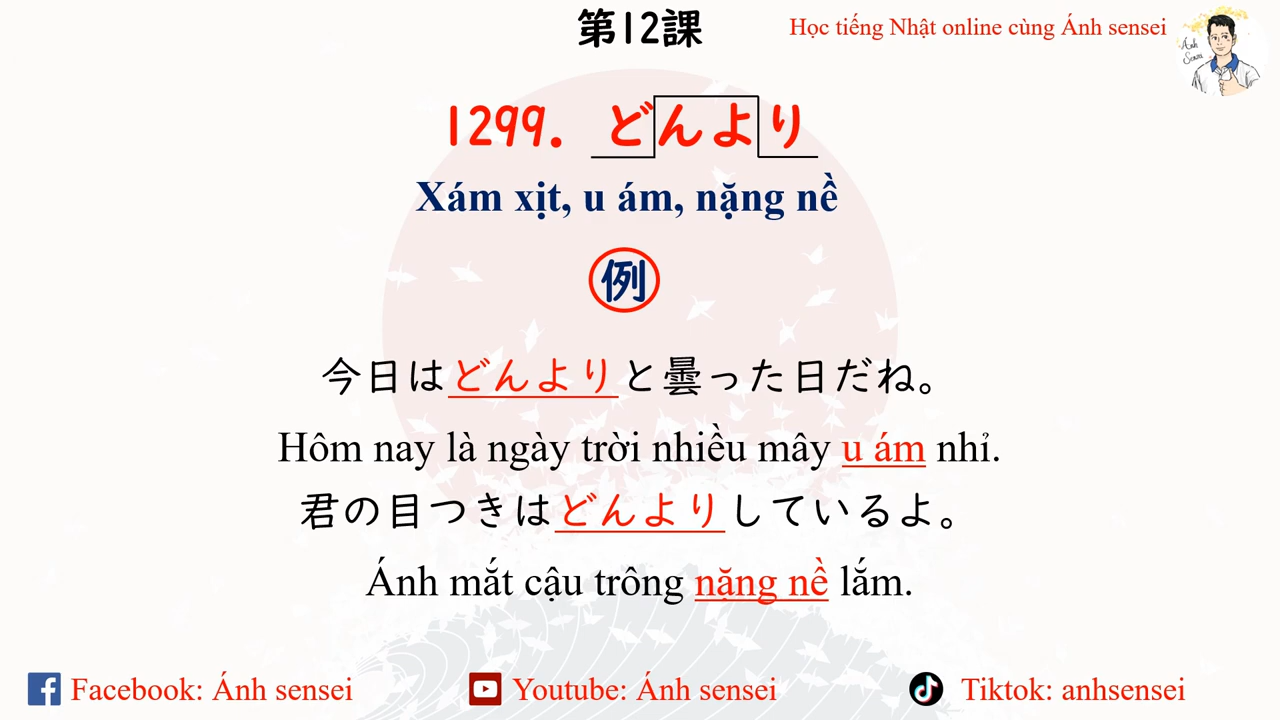 第12課
Học tiếng Nhật online cùng Ánh sensei
Ánh
Sensei
1299. どんより
Xám xịt, u ám, nặng nề
例
今日はどんよりと曇った日だね。
Hôm nay là ngày trời nhiều mây u ám nhỉ.
君の目つきはどんよりしているよ。
Ánh mắt cậu trông nặng nề lắm.
Facebook: Ánh sensei
Youtube: Ánh sensei
Tiktok: anhsensei